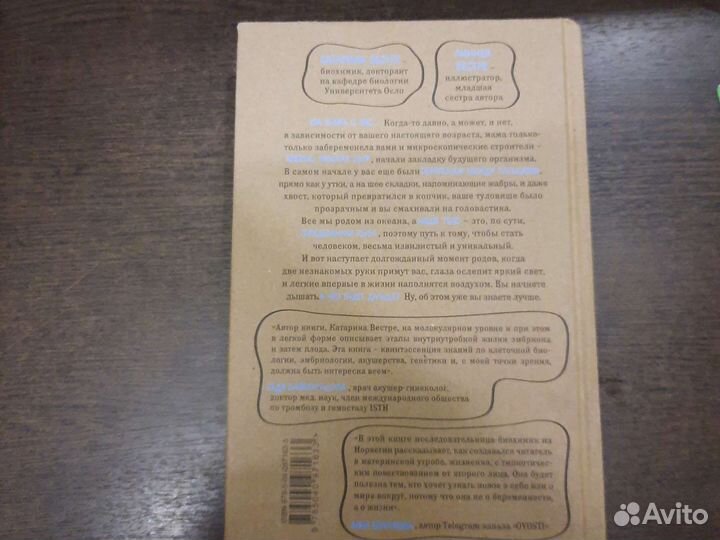 биохимик, докторант
на кафедре биологии
Университета Осло
иллюстратор,
младшая
сестра автора
Когда-то давно, а может, и нет,
в зависимости от вашего настоящего возраста, мама только-
только забеременела вами и микроскопические строители –
, начали закладку будущего организма.
В самом начале у вас еще были
прямо как у утки, а на шее складки, напоминающие жабры, и даже
хвост, который превратился в копчик, ваше туловище было
прозрачным и вы смахивали на головастика.
Все мы родом из океана, а – это, по сути,
, поэтому путь к тому, чтобы стать
человеком, весьма извилистый и уникальный.
И вот наступает долгожданный момент родов, когда
две незнакомых руки примут вас, глаза ослепит яркий свет,
и легкие впервые в жизни наполнятся воздухом. Вы начнете
дышать Ну, об этом уже вы знаете лучше.
«Автор книги, Катарина Вестре, на молекулярном уровне и при этом
в легкой форме описывает этапы внутриутробной жизни эмбриона
и затем плода. Эта книга – квинтэссенция знаний по клеточной био-
логии, эмбриологии, акушерства, генетики и, с моей точки зрения,
должна быть интересна всем».
, врач акушер-гинеколог,
доктор мед. наук, член международного общества
по тромбозу и гемостазу ISTH
«В этой книге исследовательница-биохимик из
Норвегии рассказывает, как создавался читатель
в материнской утробе, жизненно, с гипнотическим
повествованием от второго лица. Она будет
полезна тем, кто хочет узнать новое о себе или о
мире вокруг, потому что она не о беременности,
а о жизни».
, автор Telegram-канала «OVOSTI»
Avito